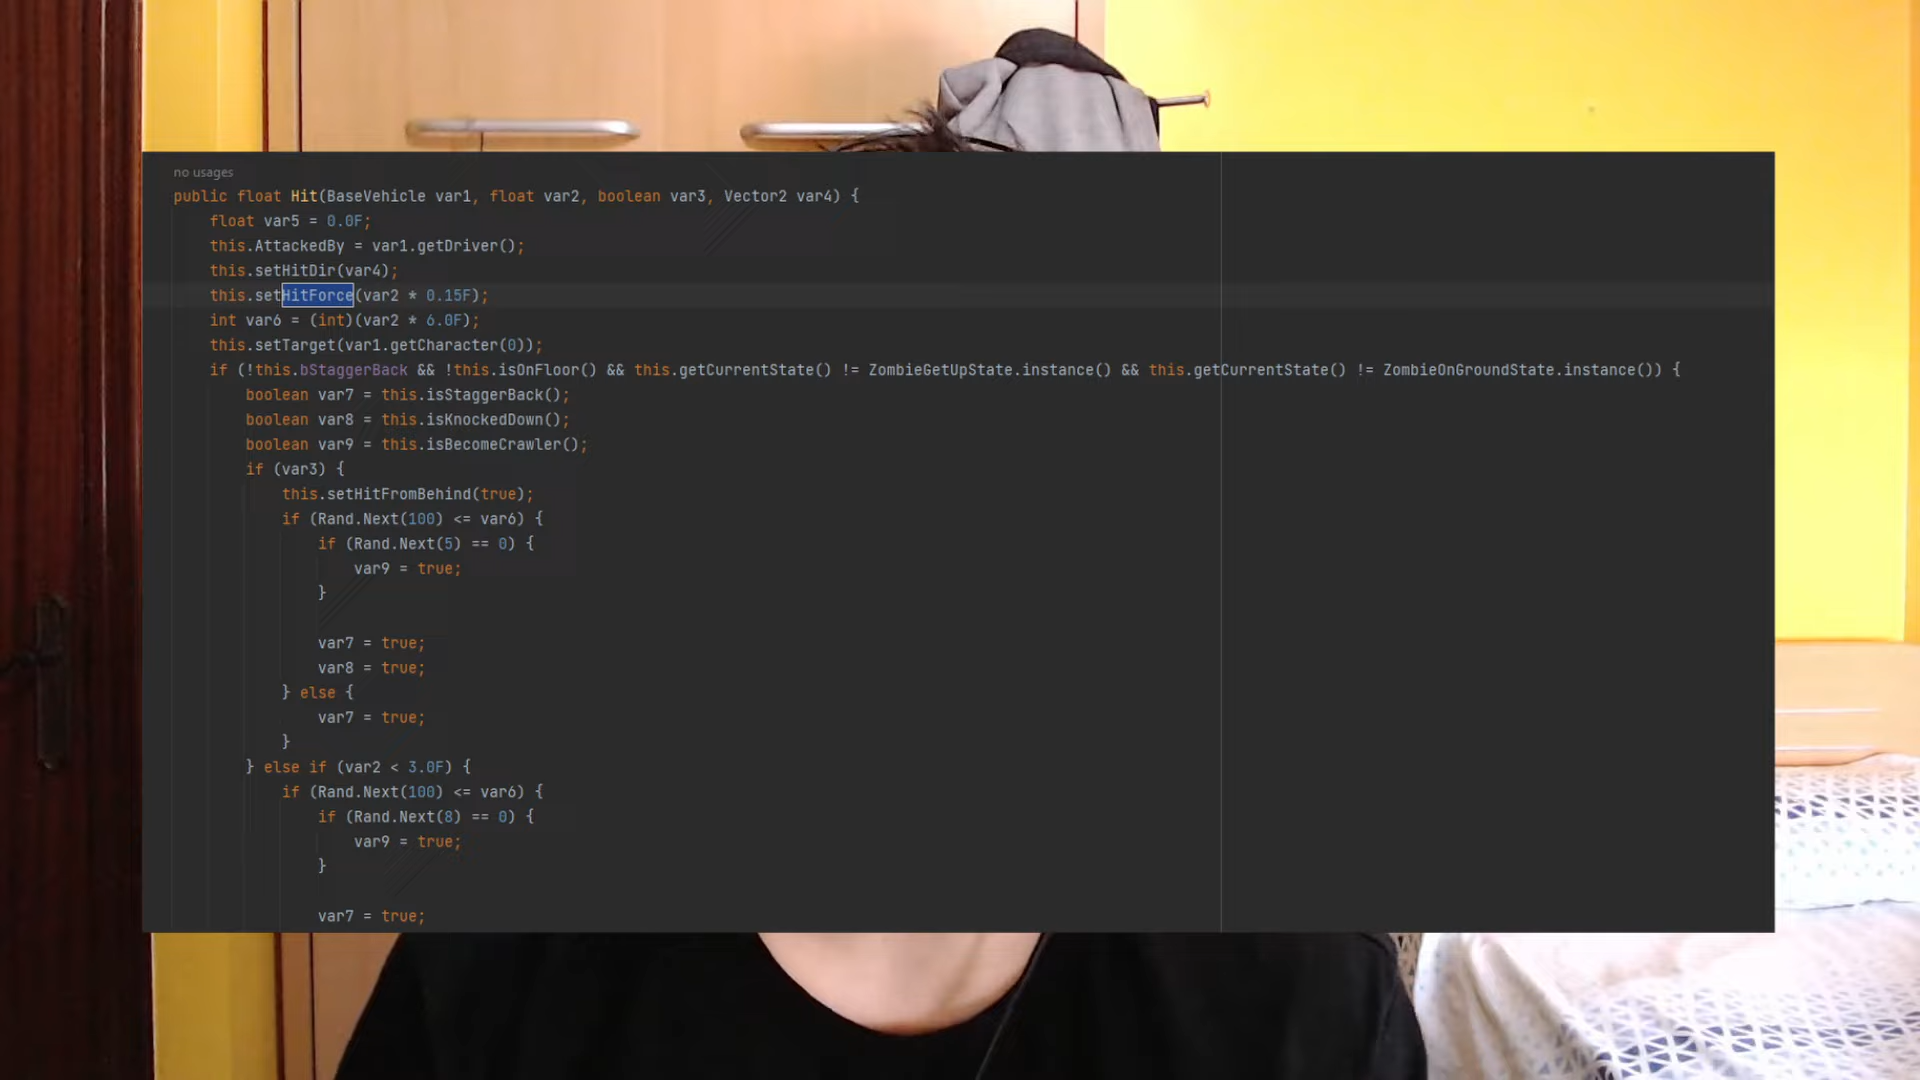 no usages
public float Hit(BaseVehicle var1, float var2, boolean var3, Vector2 var4) {
float var5 = 0.0F;
this.AttackedBy = var1.getDriver();
this.setHitDir(var4);
this.setHitForce(var2 * 0.15F);
int var6 = (int)(var2 * 6.0F);
this.setTarget(var1.getCharacter(0));
if (!this.bStaggerBack && !this.isOnFloor() && this.getCurrentState() != ZombieGetUpState.instance() && this.getCurrentState() != ZombieOnGroundState.instance()) {
boolean var7 = this.isStaggerBack();
boolean var8 = this.isKnockedDown();
boolean var9 = this.isBecomeCrawler();
if (var3) {
this.setHitFromBehind(true);
if (Rand.Next(100) <= var6) {
if (Rand.Next(5) == 0) {
var9 = true;
}
var7 = true;
var8 = true;
} else {
var7 = true;
}
} else if (var2 < 3.0F) {
if (Rand.Next(100) <= var6) {
if (Rand.Next(8) == 0) {
var9 = true;
}
var7 = true;